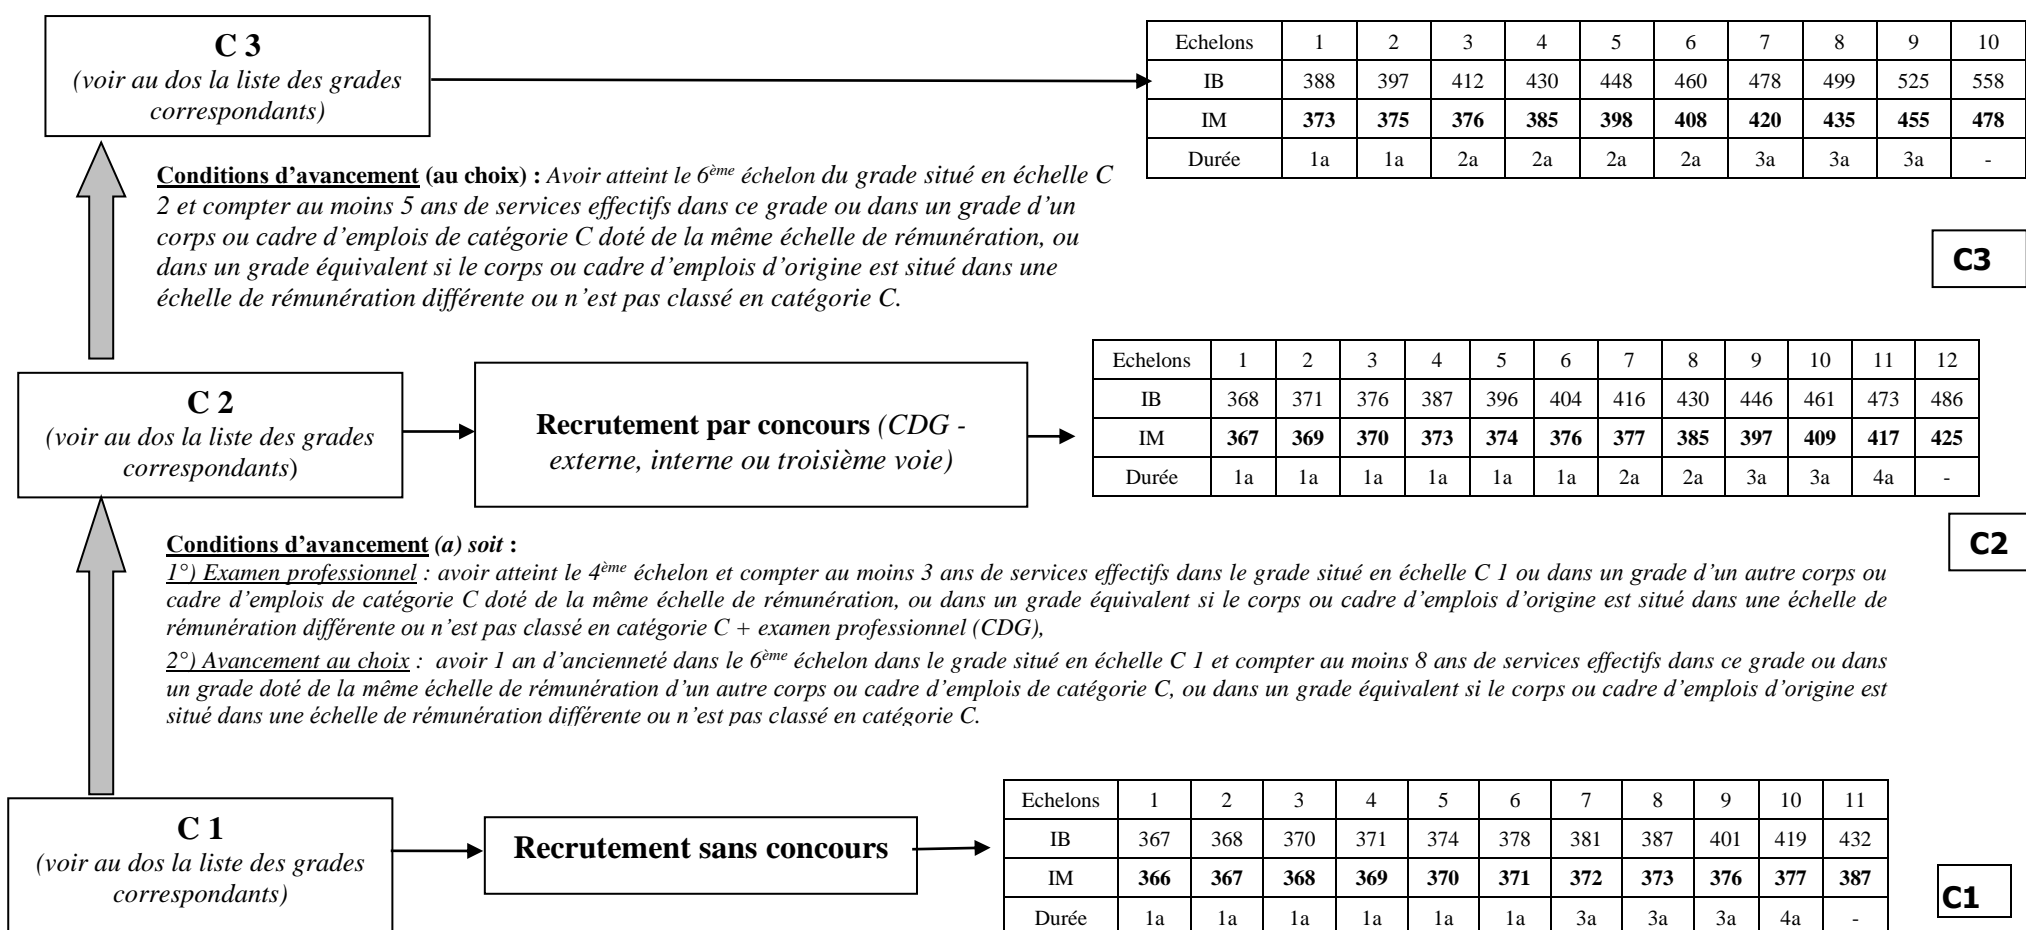 C 3
(voir au dos la liste des grades
correspondants)
Echelons 1 2 3 4 5 6 7 8 9 10
IB 388 397 412 430 448 460 478 499 525 558
IM 373 375 376 385 398 408 420 435 455 478
Durée 1a 1a 2a 2a 2a 2a 3a 3a 3a -
Conditions d’avancement (au choix) : Avoir atteint le 6ème échelon du grade situé en échelle C
2 et compter au moins 5 ans de services effectifs dans ce grade ou dans un grade d’un
corps ou cadre d’emplois de catégorie C doté de la même échelle de rémunération, ou
dans un grade équivalent si le corps ou cadre d’emplois d’origine est situé dans une
échelle de rémunération différente ou n’est pas classé en catégorie C.
C3
C 2
(voir au dos la liste des grades
correspondants)
Recrutement par concours (CDG -
externe, interne ou troisième voie)
Echelons 1 2 3 4 5 6 7 8 9 10 11 12
IB 368 371 376 387 396 404 416 430 446 461 473 486
IM 367 369 370 373 374 376 377 385 397 409 417 425
Durée 1a 1a 1a 1a 1a 1a 2a 2a 3a 3a 4a -
C2
Conditions d’avancement (a) soit :
1°) Examen professionnel : avoir atteint le 4ème échelon et compter au moins 3 ans de services effectifs dans le grade situé en échelle C 1 ou dans un grade d’un autre corps ou
cadre d’emplois de catégorie C doté de la même échelle de rémunération, ou dans un grade équivalent si le corps ou cadre d’emplois d’origine est situé dans une échelle de
rémunération différente ou n’est pas classé en catégorie C + examen professionnel (CDG),
2°) Avancement au choix : avoir 1 an d’ancienneté dans le 6ème échelon dans le grade situé en échelle C 1 et compter au moins 8 ans de services effectifs dans ce grade ou dans
un grade doté de la même échelle de rémunération d’un autre corps ou cadre d’emplois de catégorie C, ou dans un grade équivalent si le corps ou cadre d’emplois d’origine est
situé dans une échelle de rémunération différente ou n’est pas classé en catégorie C.
C 1
(voir au dos la liste des grades
correspondants)
Recrutement sans concours
Echelons 1 2 3 4 5 6 7 8 9 10 11
IB 367 368 370 371 374 378 381 387 401 419 432
IM 366 367 368 369 370 371 372 373 376 377 387
Durée 1a 1a 1a 1a 1a 1a 3a 3a 3a 4a -
C1